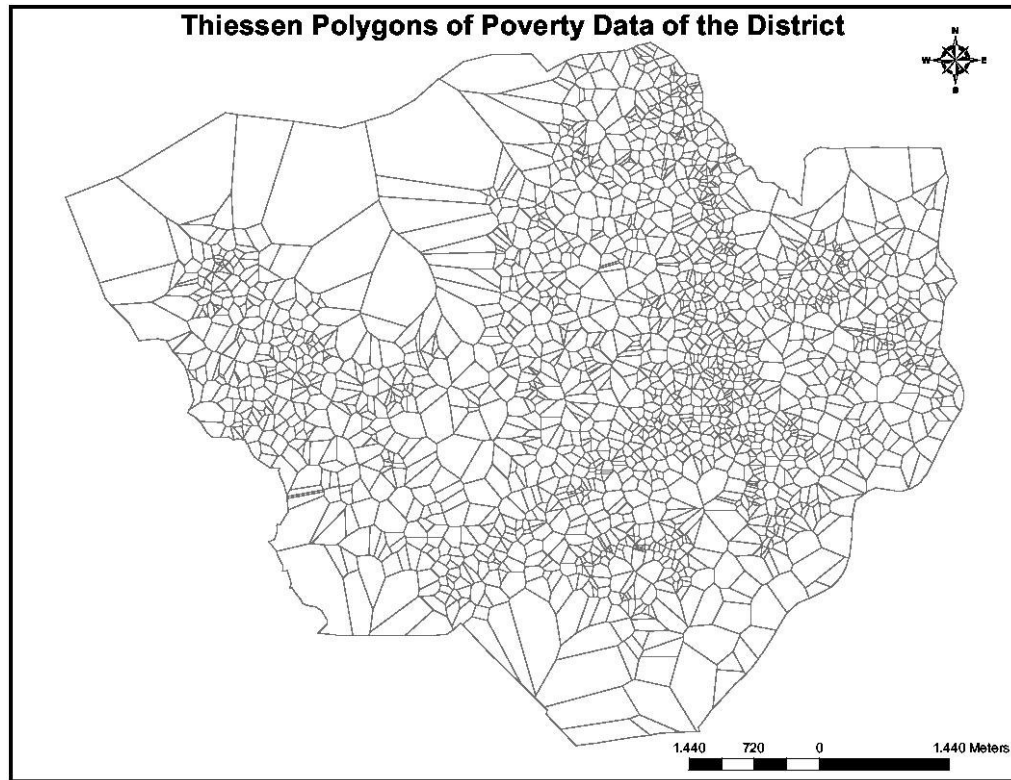 Thiessen Polygons of Poverty Data of the District
N
W E
S
1.440 720 0 1.440 Meters